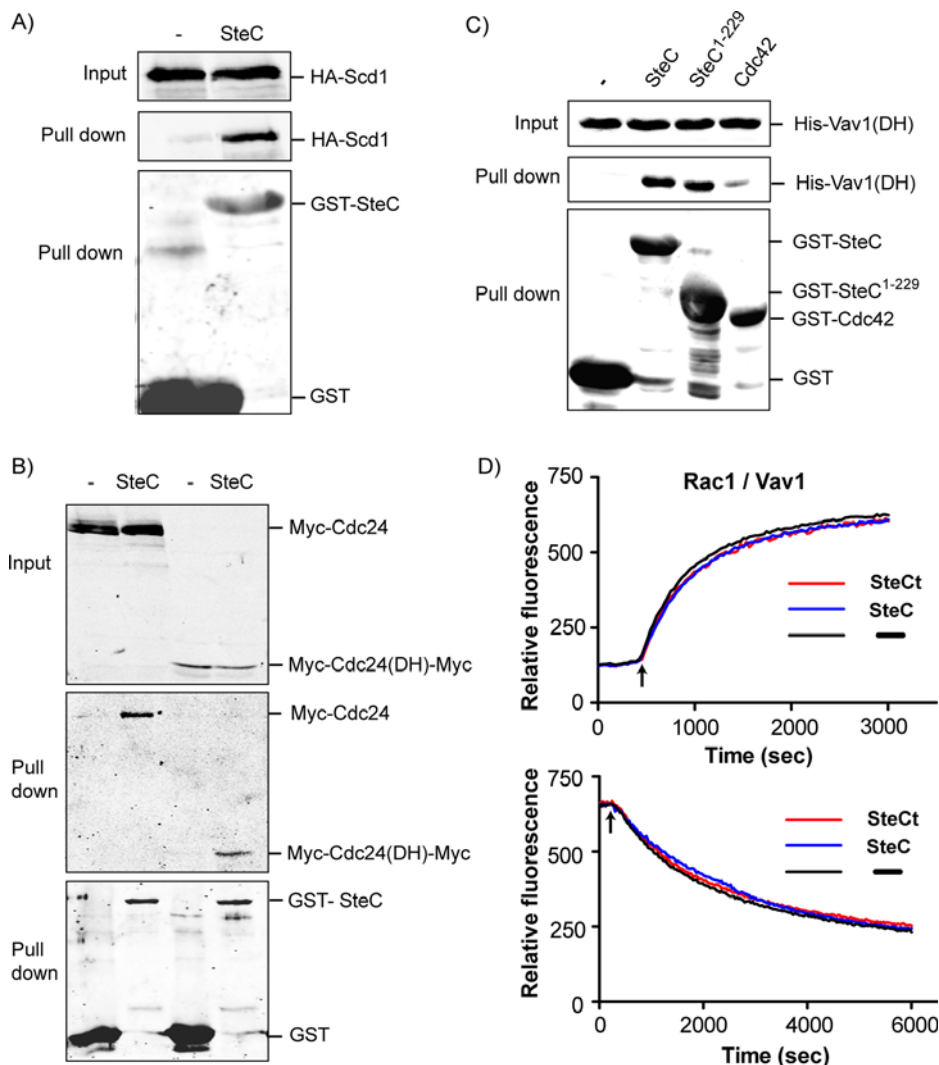 A)
- SteC
Input HA-Scd1
Pull down HA-Scd1
GST-SteC
Pull down
GST
B)
- SteC - SteC
Myc-Cdc24
Input
Myc-Cdc24(DH)-Myc
Myc-Cdc24
Pull
down
Myc-Cdc24(DH)-Myc
GST- SteC
Pull
down
GST
C)
- SteC SteC1-229 Cdc42
Input His-Vav1(DH)
Pull down His-Vav1(DH)
GST-SteC
Pull down GST-SteC1-229
GST-Cdc42
GST
D)
Rac1 / Vav1
Relative fluorescence
750
500
250
0
SteCt
SteC
-
0 1000 2000 3000
Time (sec)
Relative fluorescence
750
500
250
0
SteCt
SteC
-
0 2000 4000 6000
Time (sec)